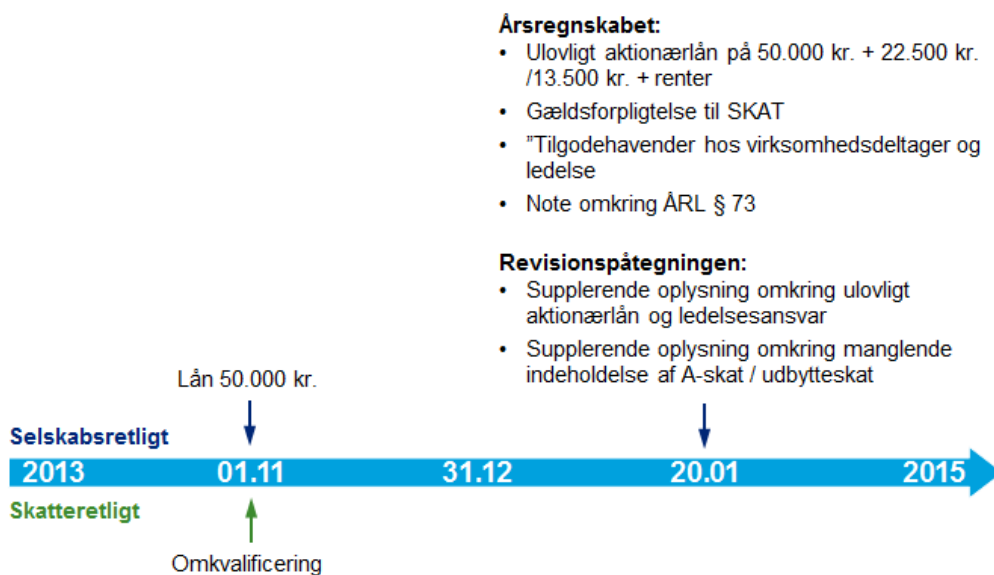 Årsregnskabet:
• Ulovligt aktionærlån på 50.000 kr. + 22.500 kr.
/13.500 kr. + renter
• Gældsforpligtelse til SKAT
• "Tilgodehavender hos virksomhedsdeltager og
ledelse
• Note omkring ÅRL § 73
Revisionspåtegningen:
• Supplerende oplysning omkring ulovligt
aktionærlån og ledelsesansvar
• Supplerende oplysning omkring manglende
indeholdelse af A-skat / udbytteskat
Lån 50.000 kr.
Selskabsretligt
2013 01.11 31.12 20.01 2015
Skatteretligt
Omkvalificering